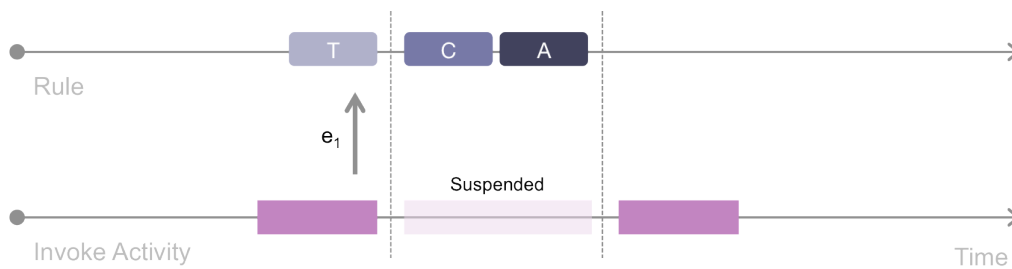 T
C
A
Rule
e₁
Suspended
Invoke Activity
Time